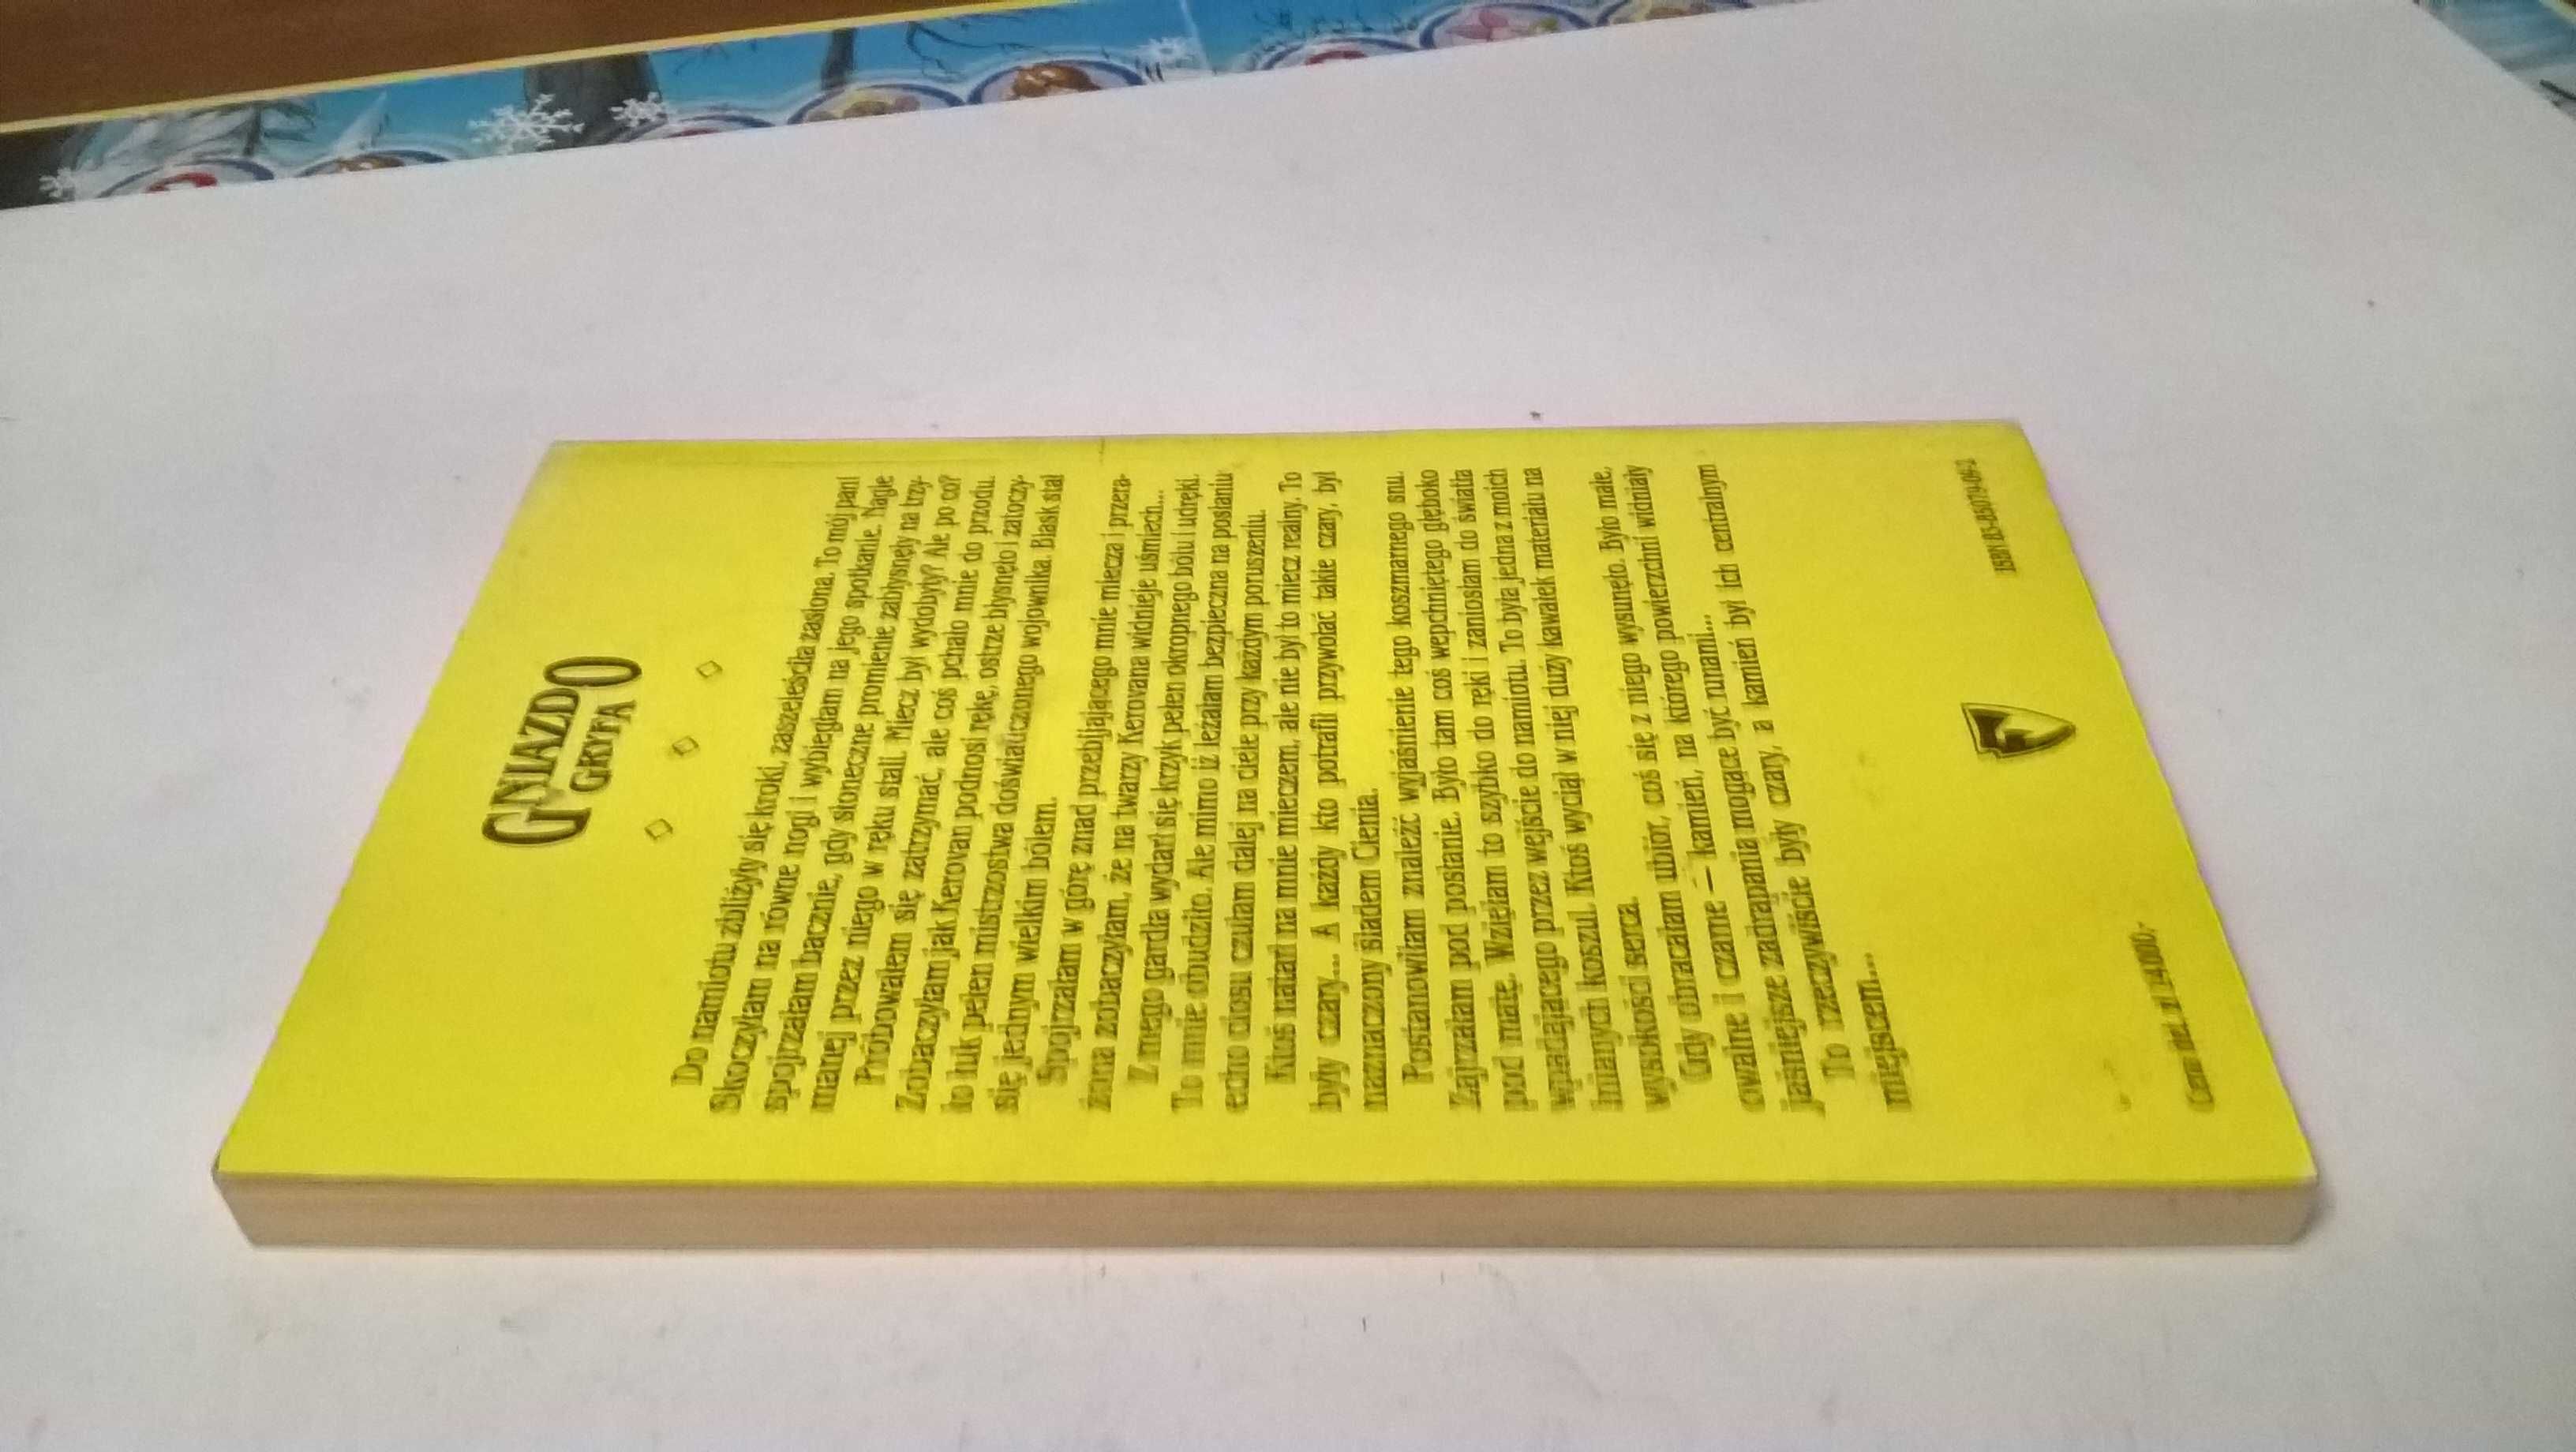 GNIAZDO
GRYFA
Do namiotu zbliżyły się kroki, zaszeleściła zasłona. To mój pan!
Skoczyłam na równe nogi i wybiegłam na jego spotkanie. Nagle
spojrzałam bacznie, gdy słoneczne promienie zabłysnęły na trzy-
manej przez niego w ręku stali. Miecz był wydobyty? Ale po co?
Próbowałem się zatrzymać, ale coś pchało mnie do przodu.
Zobaczyłam jak Kerovan podnosi rękę, ostrze błysnęło i zatoczy-
ło łuk pełen mistrzostwa doświadczonego wojownika. Blask stał
się jednym wielkim bólem.
Spojrzałam w górę znad przebijającego mnie miecza i przera-
żona zobaczyłam, że na twarzy Kerovana widnieje uśmiech...
Z mego gardła wydarł się krzyk pełen okropnego bólu i udręki.
To mnie obudziło. Ale mimo iż leżałam bezpieczna na posłaniu
echo ciosu czułam dalej na ciele przy każdym poruszeniu.
Ktoś natarł na mnie mieczem, ale nie był to miecz realny. To
były czary... A każdy kto potrafił przywołać takie czary, był
naznaczony śladem Cienia.
Postanowiłam znaleźć wyjaśnienie tego koszmarnego snu.
Zajrzałam pod posłanie. Było tam coś wepchniętego głęboko
pod matę. Wzięłam to szybko do ręki i zaniosłam do światła
wpadającego przez wejście do namiotu. To była jedna z moich
lnianych koszul. Ktoś wyciął w niej duży kawałek materiału na
wysokości serca.
Gdy obracałam ubiór, coś się z niego wysunęło. Było małe,
owalne i czarne – kamień, na którego powierzchni widniały
jaśniejsze zadrapania mogące być runami...
To rzeczywiście były czary, a kamień był ich centralnym
miejscem...
ISBN 83-85079-06-1
Cena det. zł 14.000,-